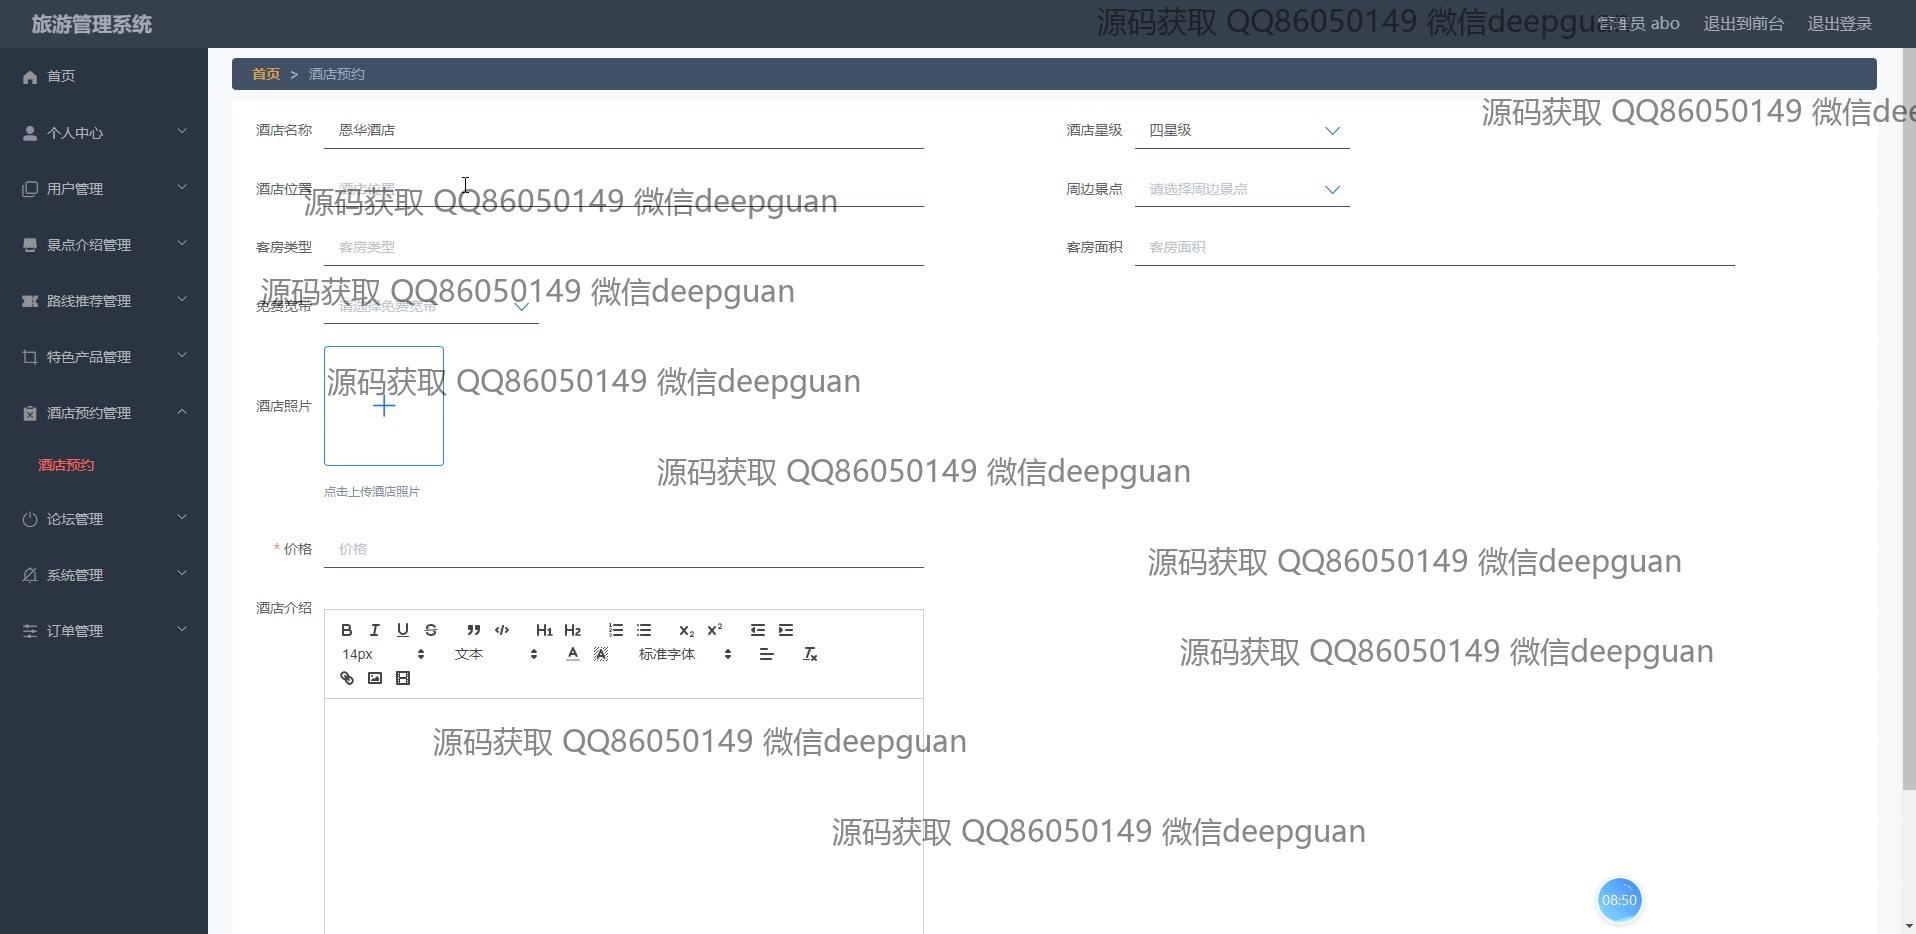 旅游管理系统
源码获取 QQ86050149 微信deepguan
管理员 abo 退出到前台 退出登录
首页
首页 > 酒店预约
源码获取 QQ86050149 微信dee
酒店名称 恩华酒店 酒店星级 四星级
个人中心
用户管理
酒店位置 酒店位置 周边景点 请选择周边景点
源码获取 QQ86050149 微信deepguan
景点介绍管理
客房类型 客房类型 客房面积 客房面积
源码获取 QQ86050149 微信deepguan
路线推荐管理
免费宽带 请选择免费宽带
特色产品管理
源码获取 QQ86050149 微信deepguan
酒店预约管理
酒店照片
酒店预约
源码获取 QQ86050149 微信deepguan
点击上传酒店照片
论坛管理
* 价格 价格
源码获取 QQ86050149 微信deepguan
系统管理
酒店介绍
订单管理
B I U S H1 H2 X2 X2
14px 文本 A A 标准字体
源码获取 QQ86050149 微信deepguan
源码获取 QQ86050149 微信deepguan
源码获取 QQ86050149 微信deepguan
08:50